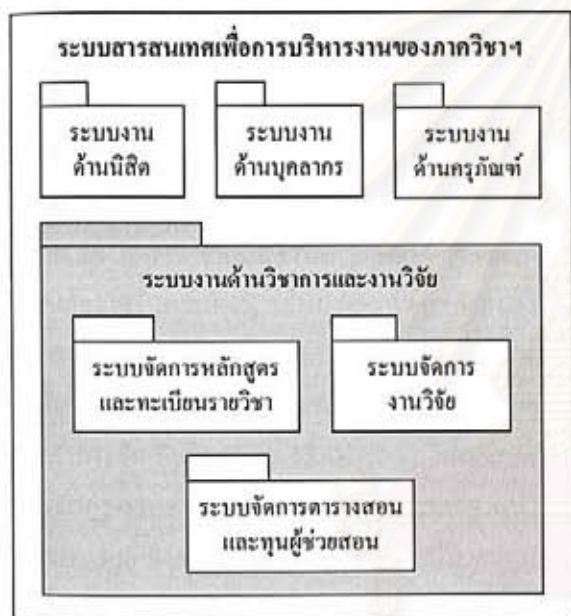 ระบบสารสนเทศเพื่อการบริหารงานของภาควิชาฯ
ระบบงาน
ด้านนิสิต
ระบบงาน
ด้านบุคลากร
ระบบงาน
ด้านครุภัณฑ์
ระบบงานด้านวิชาการและงานวิจัย
ระบบจัดการหลักสูตร
และทะเบียนรายวิชา
ระบบจัดการ
งานวิจัย
ระบบจัดการตารางสอน
และทุนผู้ช่วยสอน